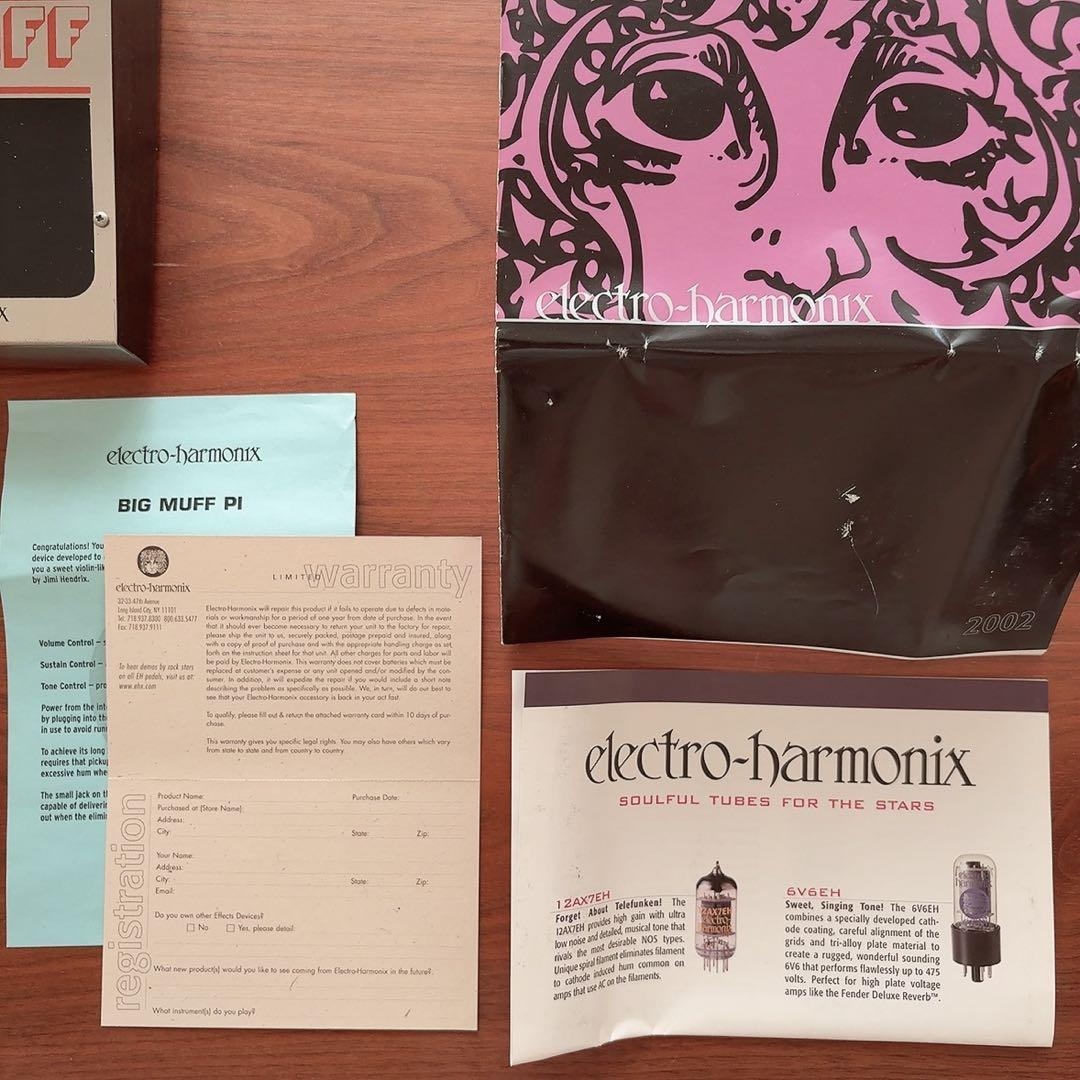 FF
X
electro-harmonix
2002
electro-harmonix
BIG MUFF PI
Congratulations! You
device developed to
you a sweet violin-lik
by Jimi Hendrix.
Volume Control –
Sustain Control –
Tone Control – pro
Power from the int
by plugging into the
in use to avoid runn
To achieve its long
requires that pickup
excessive hum whe
The small jack on th
capable of deliverin
out when the elimin
electro-harmonix
32-33 47th Avenue
Long Island City, NY 11101
Tel: 718.937.8300 800.633.5477
Fax: 718.937.9111
To hear demos by rock stars
on all EH pedals, visit us at:
www.ehx.com
LIMITED warranty
Electro-Harmonix will repair this product if it fails to operate due to defects in mate-
rials or workmanship for a period of one year from date of purchase. In the event
that it should ever become necessary to return your unit to the factory for repair,
please ship the unit to us, securely packed, postage prepaid and insured, along
with a copy of proof of purchase and with the appropriate handling charge as set
forth on the instruction sheet for that unit. All other charges for parts and labor will
be paid by Electro-Harmonix. This warranty does not cover batteries which must be
replaced at customer's expense or any unit opened and/or modified by the con-
sumer. In addition, it will expedite the repair if you would include a short note
describing the problem as specifically as possible. We, in turn, will do our best to
see that your Electro-Harmonix accessory is back in your act fast.
To qualify, please fill out & return the attached warranty card within 10 days of pur-
chase.
This warranty gives you specific legal rights. You may also have others which vary
from state to state and from country to country.
registration
Product Name: Purchase Date:
Purchased at (Store Name):
Address:
City: State: Zip:
Your Name:
Address:
City: State: Zip:
Email:
Do you own other Effects Devices?
No Yes, please detail:
What new product(s) would you like to see coming from Electro-Harmonix in the future?:
What instrument(s) do you play?
electro-harmonix
SOULFUL TUBES FOR THE STARS
12AX7EH
Forget About Telefunken! The
12AX7EH provides high gain with ultra
low noise and detailed, musical tone that
rivals the most desirable NOS types.
Unique spiral filament eliminates filament
to cathode induced hum common on
amps that use AC on the filaments.
12AX7EH
electro-
harmonix
6V6EH
Sweet, Singing Tone! The 6V6EH
combines a specially developed cath-
ode coating, careful alignment of the
grids and tri-alloy plate material to
create a rugged, wonderful sounding
6V6 that performs flawlessly up to 475
volts. Perfect for high plate voltage
amps like the Fender Deluxe Reverb™.